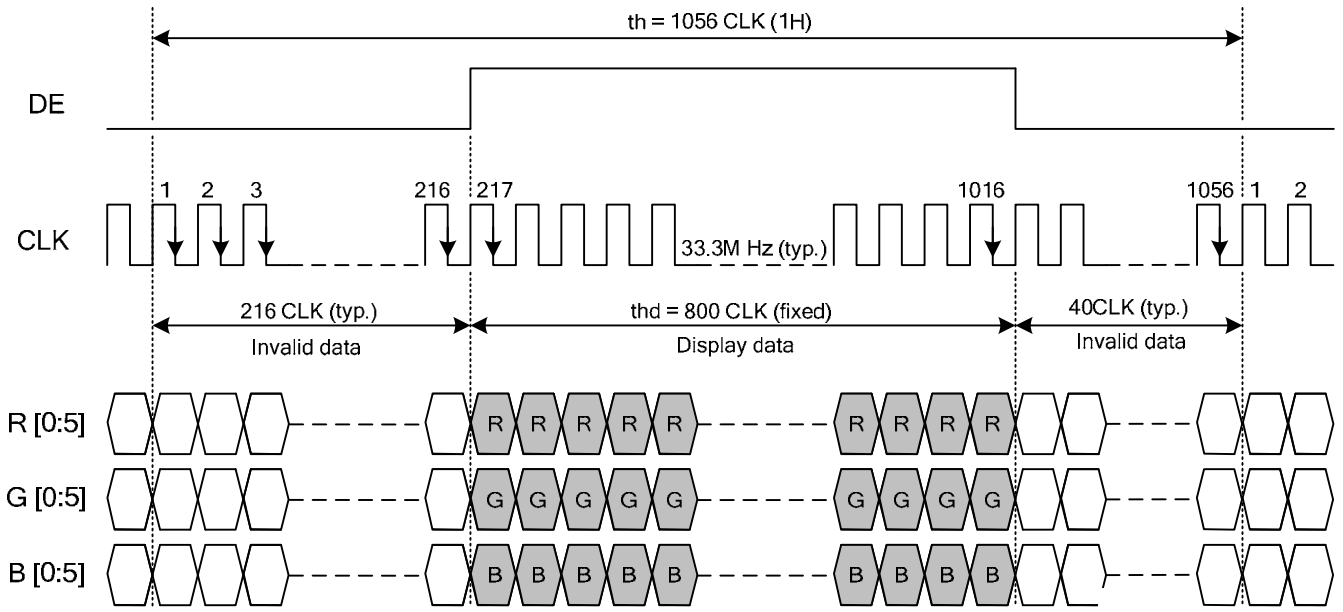 th = 1056 CLK (1H)
DE
1 2 3 216 217 1016 1056 1 2
CLK
33.3M Hz (typ.)
216 CLK (typ.) thd = 800 CLK (fixed) 40CLK (typ.)
Invalid data Display data Invalid data
R [0:5] R R R R R R R R R
G [0:5] G G G G G G G G G
B [0:5] B B B B B B B B B